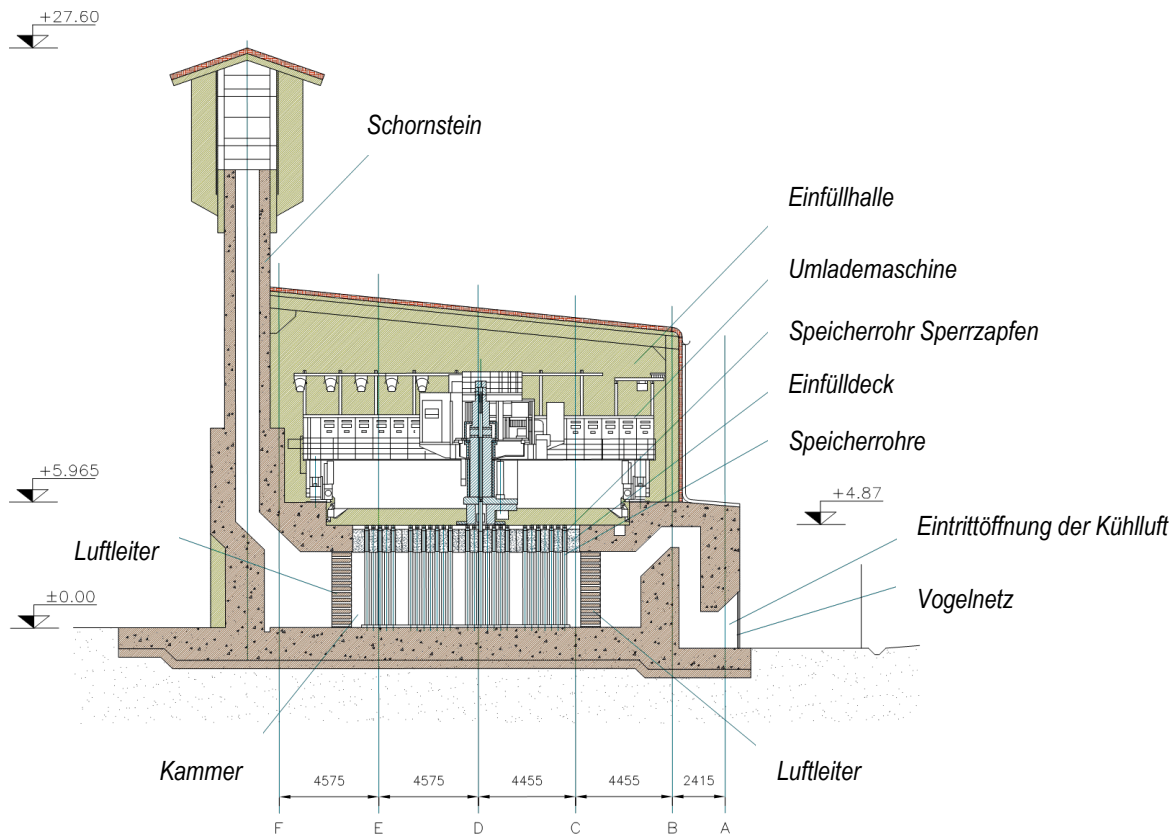 +27.60
Schornstein
Einfüllhalle
Umlademaschine
Speicherrohr Sperrzapfen
Einfülldeck
Speicherrohre
+5.965
+4.87
Eintrittöffnung der Kühlluft
Luftleiter
Vogelnetz
±0.00
Kammer
Luftleiter
4575 4575 4455 4455 2415
F E D C B A